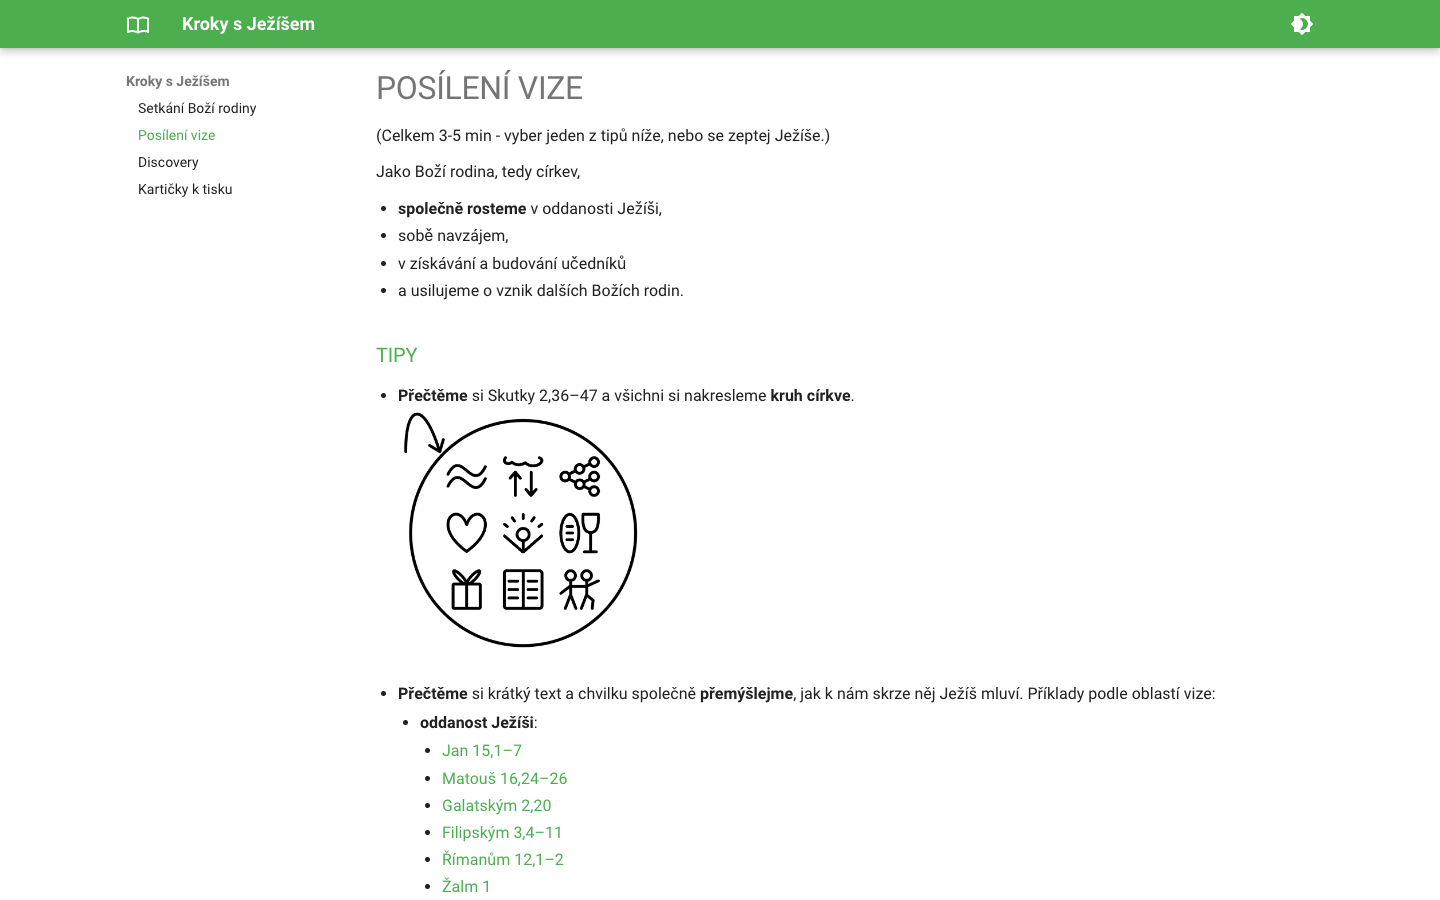 Kroky s Ježíšem
Kroky s Ježíšem
Setkání Boží rodiny
Posílení vize
Discovery
Kartičky k tisku
POSÍLENÍ VIZE
(Celkem 3-5 min - vyber jeden z tipů níže, nebo se zeptej Ježíše.)
Jako Boží rodina, tedy církev,
společně rosteme v oddanosti Ježíši,
sobě navzájem,
v získávání a budování učedníků
a usilujeme o vznik dalších Božích rodin.
TIPY
Přečtěme si Skutky 2,36–47 a všichni si nakresleme kruh církve.
Přečtěme si krátký text a chvilku společně přemýšlejme, jak k nám skrze něj Ježíš mluví. Příklady podle oblastí vize:
oddanost Ježíši:
Jan 15,1–7
Matouš 16,24–26
Galatským 2,20
Filipským 3,4–11
Římanům 12,1–2
Žalm 1